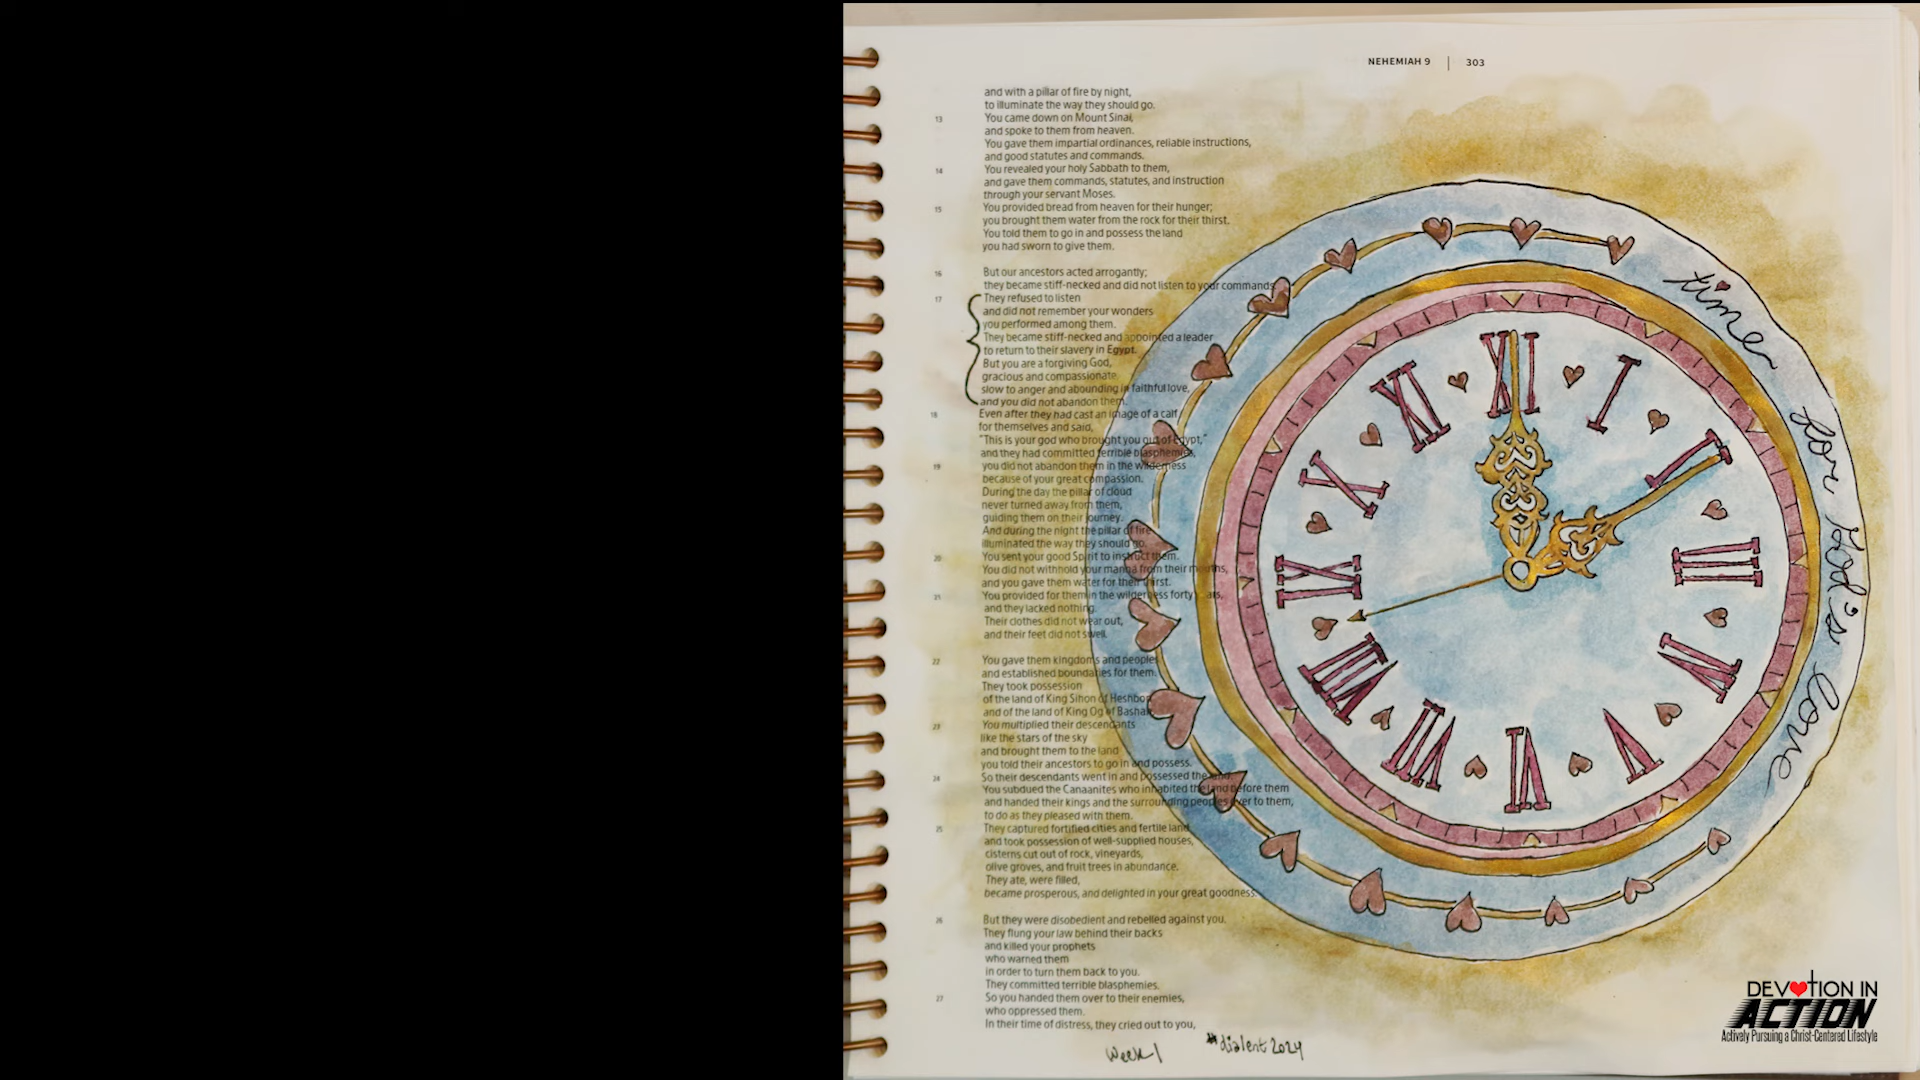 NEHEMIAH 9 | 303
and with a pillar of fire by night,
to illuminate the way they should go.
13 You came down on Mount Sinai,
and spoke to them from heaven.
You gave them impartial ordinances, reliable instructions,
and good statutes and commands.
14 You revealed your holy Sabbath to them,
and gave them commands, statutes, and instruction
through your servant Moses.
15 You provided bread from heaven for their hunger;
you brought them water from the rock for their thirst.
You told them to go in and possess the land
you had sworn to give them.
16 But our ancestors acted arrogantly;
they became stiff-necked and did not listen to your commands.
17 They refused to listen
and did not remember your wonders
you performed among them.
They became stiff-necked and appointed a leader
to return to their slavery in Egypt.
But you are a forgiving God,
gracious and compassionate,
slow to anger and abounding in faithful love,
and you did not abandon them.
18 Even after they had cast an image of a calf
for themselves and said,
"This is your god who brought you out of Egypt,"
and they had committed terrible blasphemies,
19 you did not abandon them in the wilderness
because of your great compassion.
During the day the pillar of cloud
never turned away from them,
guiding them on their journey.
And during the night the pillar of fire
illuminated the way they should go.
20 You sent your good Spirit to instruct them.
You did not withhold your manna from their mouths,
and you gave them water for their thirst.
21 You provided for them in the wilderness forty years,
and they lacked nothing.
Their clothes did not wear out,
and their feet did not swell.
22 You gave them kingdoms and peoples
and established boundaries for them.
They took possession
of the land of King Sihon of Heshbon
and of the land of King Og of Bashan.
23 You multiplied their descendants
like the stars of the sky
and brought them to the land
you told their ancestors to go in and possess.
24 So their descendants went in and possessed the land:
You subdued the Canaanites who inhabited the land before them
and handed their kings and the surrounding peoples over to them,
to do as they pleased with them.
25 They captured fortified cities and fertile land
and took possession of well-supplied houses,
cisterns cut out of rock, vineyards,
olive groves, and fruit trees in abundance.
They ate, were filled,
became prosperous, and delighted in your great goodness.
26 But they were disobedient and rebelled against you.
They flung your law behind their backs
and killed your prophets
who warned them
in order to turn them back to you.
They committed terrible blasphemies.
27 So you handed them over to their enemies,
who oppressed them.
In their time of distress, they cried out to you,
Week 1 #dialent2024
time for God's love
XII
I
II
III
IV
V
VI
VII
VIII
IX
X
XI
DEVOTION IN
ACTION
Actively Pursuing a Christ-Centered Lifestyle